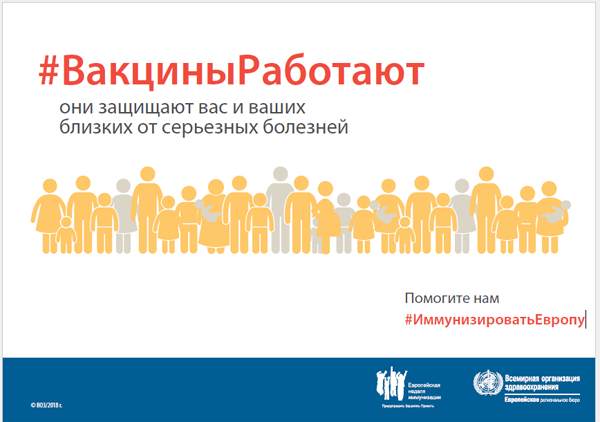 #ВакциныРаботают
они защищают вас и ваших
близких от серьезных болезней
Помогите нам
#ИммунизироватьЕвропу
© ВОЗ/2018 г.
Европейская
неделя
иммунизации
Предотвратить. Защитить. Привить.
Всемирная организация
здравоохранения
Европейское региональное бюро